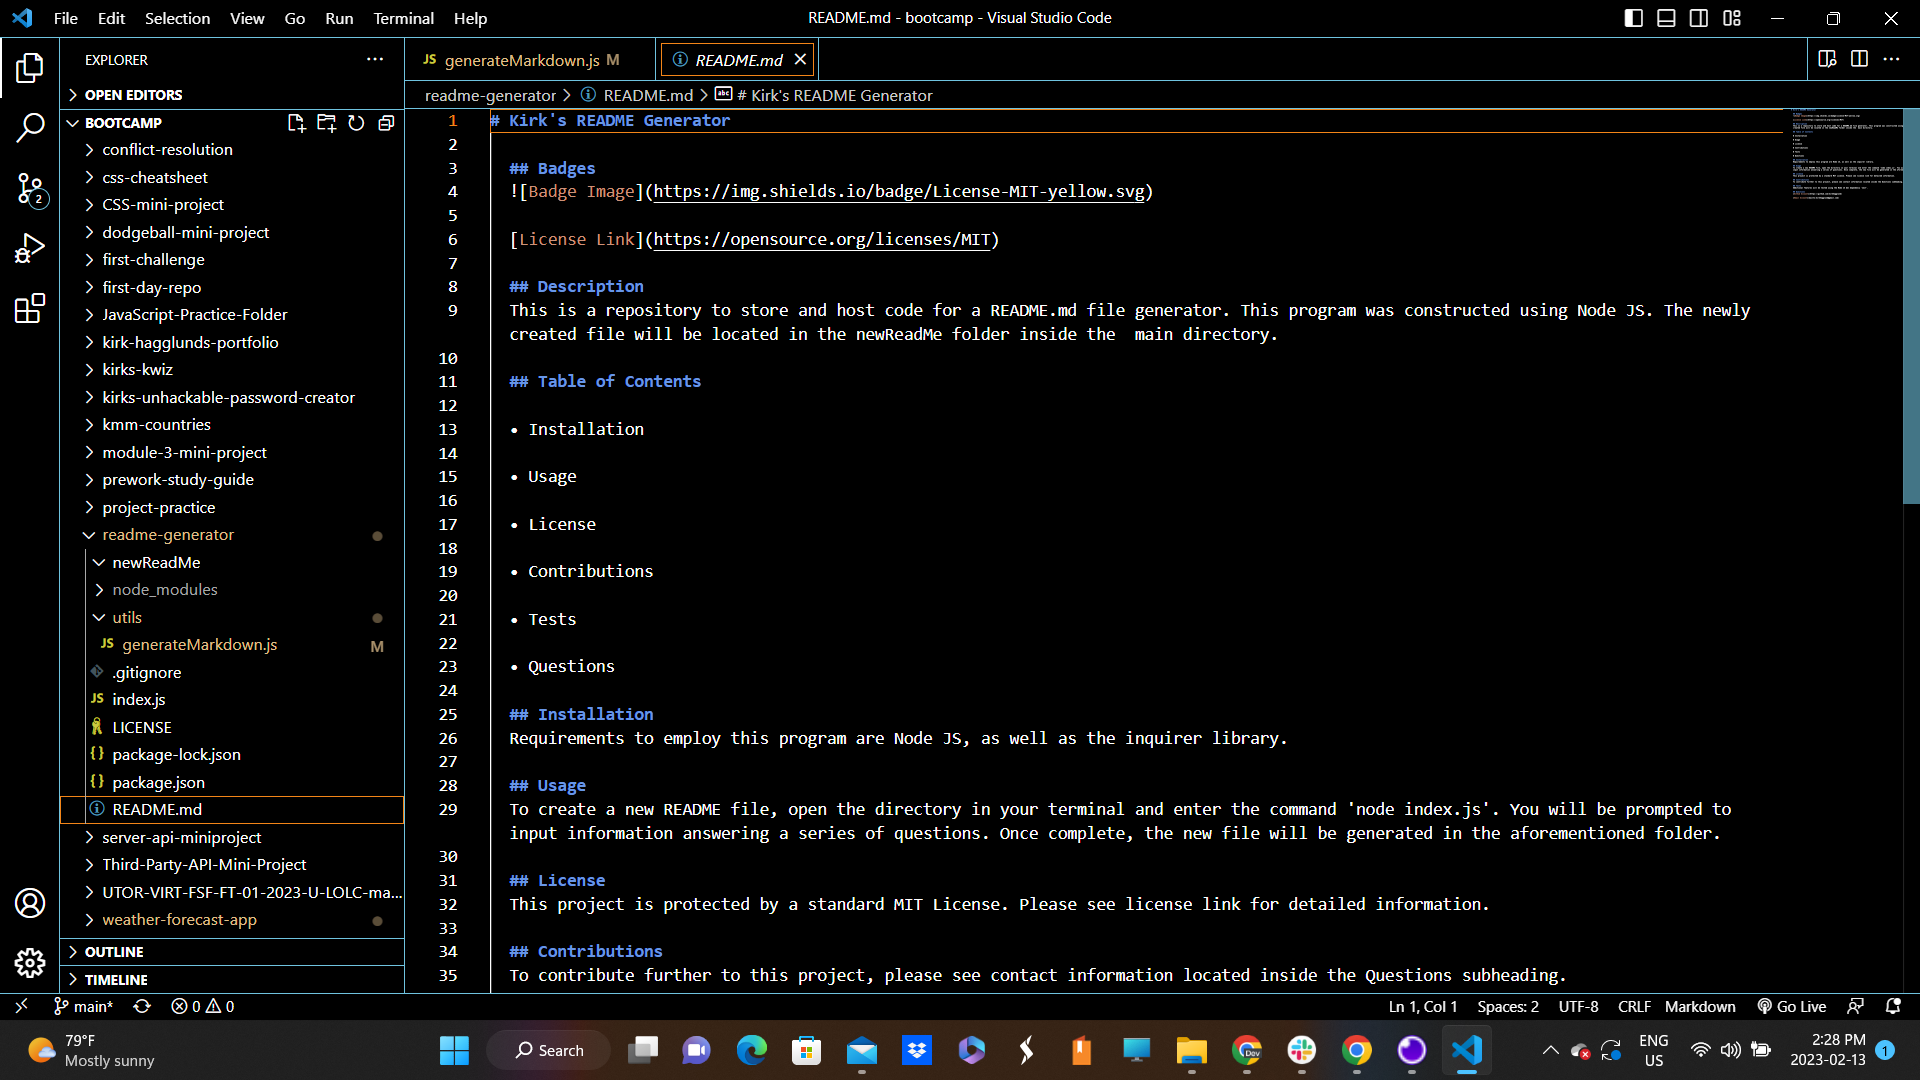 File Edit Selection View Go Run Terminal Help
README.md - bootcamp - Visual Studio Code
EXPLORER
OPEN EDITORS
BOOTCAMP
conflict-resolution
css-cheatsheet
CSS-mini-project
dodgeball-mini-project
first-challenge
first-day-repo
JavaScript-Practice-Folder
kirk-hagglunds-portfolio
kirks-kwiz
kirks-unhackable-password-creator
kmm-countries
module-3-mini-project
prework-study-guide
project-practice
readme-generator
newReadMe
node_modules
utils
JS generateMarkdown.js M
.gitignore
JS index.js
LICENSE
{} package-lock.json
{} package.json
README.md
server-api-miniproject
Third-Party-API-Mini-Project
UTOR-VIRT-FSF-FT-01-2023-U-LOLC-ma...
weather-forecast-app
OUTLINE
TIMELINE
2
JS generateMarkdown.js M
README.md
readme-generator > README.md > abc # Kirk's README Generator
1 # Kirk's README Generator
2
3 ## Badges
4 ![Badge Image](https://img.shields.io/badge/License-MIT-yellow.svg)
5
6 [License Link](https://opensource.org/licenses/MIT)
7
8 ## Description
9 This is a repository to store and host code for a README.md file generator. This program was constructed using Node JS. The newly
created file will be located in the newReadMe folder inside the  main directory.
10
11 ## Table of Contents
12
13 • Installation
14
15 • Usage
16
17 • License
18
19 • Contributions
20
21 • Tests
22
23 • Questions
24
25 ## Installation
26 Requirements to employ this program are Node JS, as well as the inquirer library.
27
28 ## Usage
29 To create a new README file, open the directory in your terminal and enter the command 'node index.js'. You will be prompted to
input information answering a series of questions. Once complete, the new file will be generated in the aforementioned folder.
30
31 ## License
32 This project is protected by a standard MIT License. Please see license link for detailed information.
33
34 ## Contributions
35 To contribute further to this project, please see contact information located inside the Questions subheading.
main* 0 0
Ln 1, Col 1 Spaces: 2 UTF-8 CRLF Markdown Go Live
79°F
Mostly sunny
Search
Dev
ENG
US
2:28 PM
2023-02-13
1